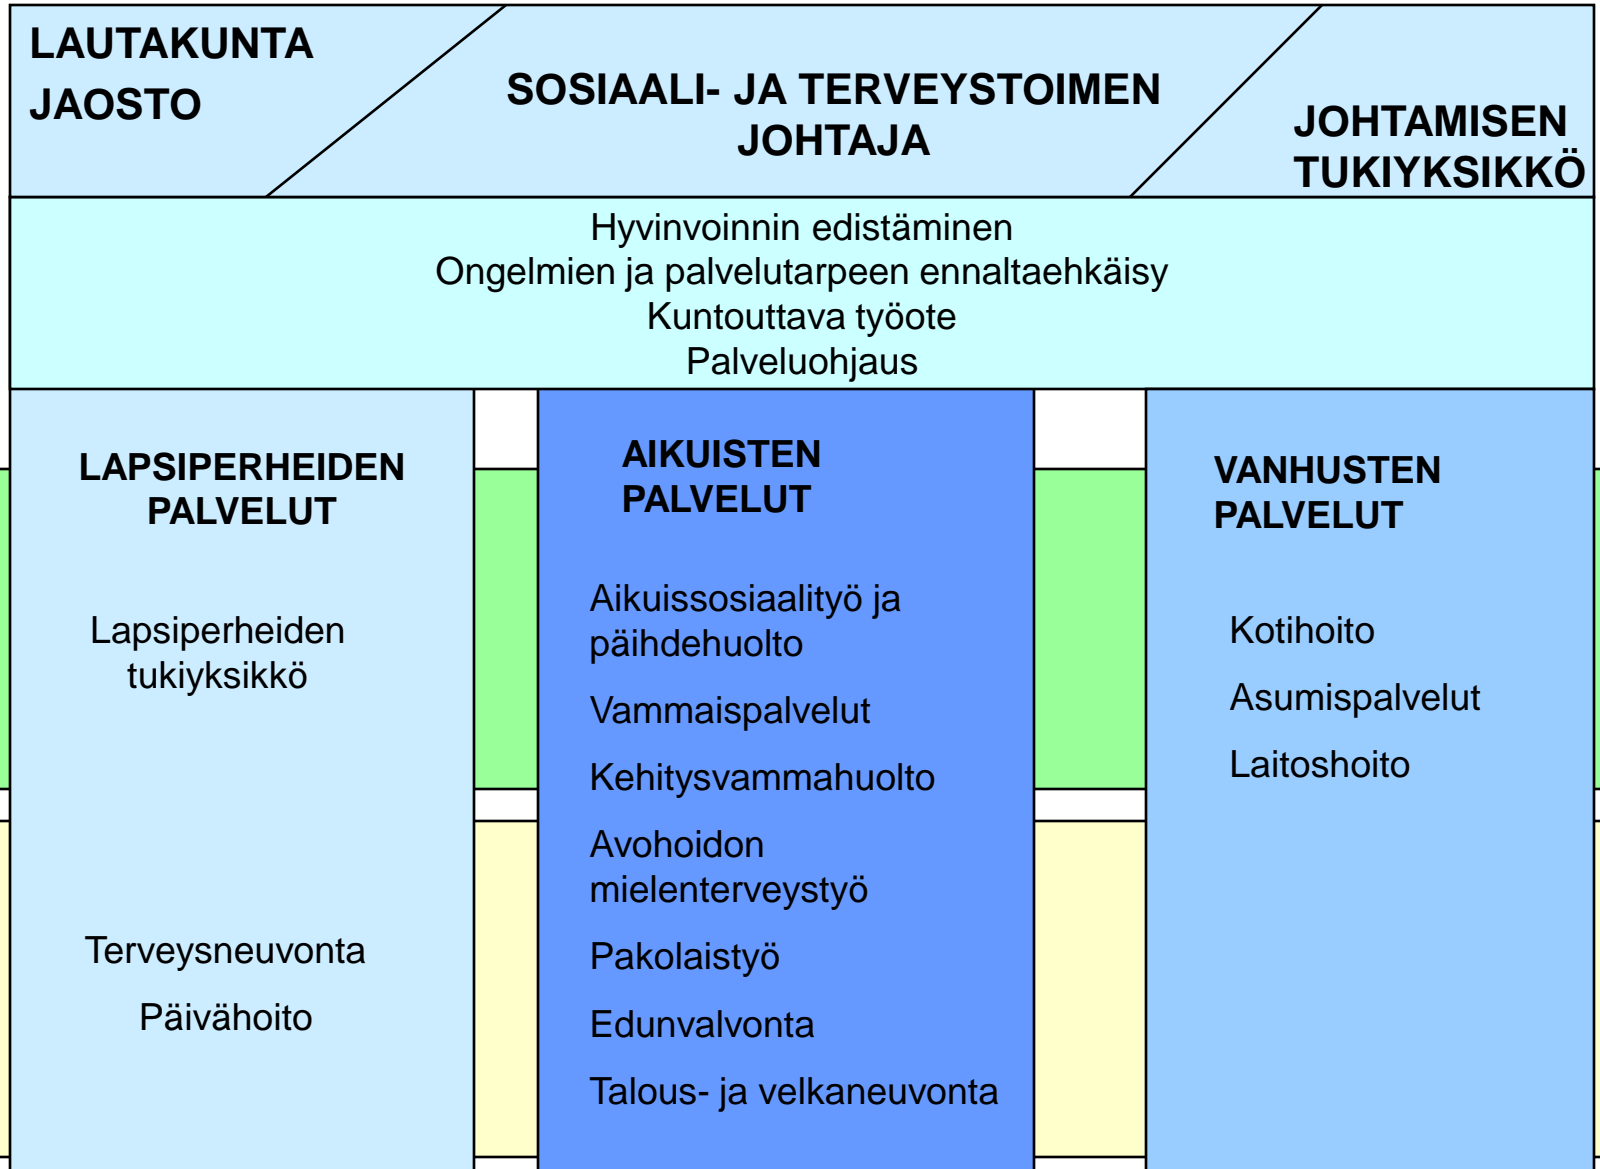 LAUTAKUNTA
JAOSTO
SOSIAALI- JA TERVEYSTOIMEN
JOHTAJA
JOHTAMISEN
TUKIYKSIKKÖ
Hyvinvoinnin edistäminen
Ongelmien ja palvelutarpeen ennaltaehkäisy
Kuntouttava työote
Palveluohjaus
LAPSIPERHEIDEN
PALVELUT
Lapsiperheiden
tukiyksikkö
Terveysneuvonta
Päivähoito
AIKUISTEN
PALVELUT
Aikuissosiaalityö ja
päihdehuolto
Vammaispalvelut
Kehitysvammahuolto
Avohoidon
mielenterveystyö
Pakolaistyö
Edunvalvonta
Talous- ja velkaneuvonta
VANHUSTEN
PALVELUT
Kotihoito
Asumispalvelut
Laitoshoito